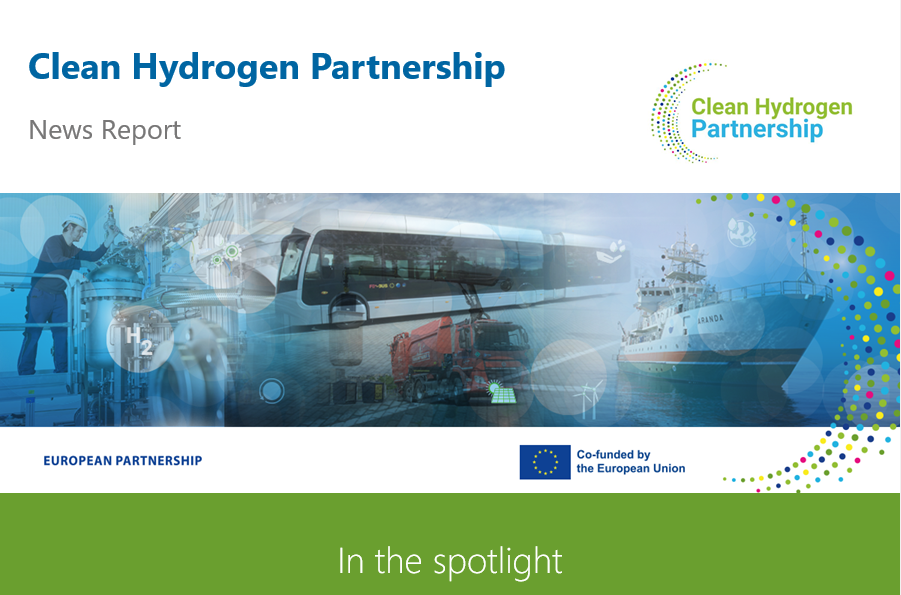 Clean Hydrogen Partnership
News Report
Clean Hydrogen
Partnership
H2
ARANDA
EUROPEAN PARTNERSHIP
Co-funded by
the European Union
In the spotlight